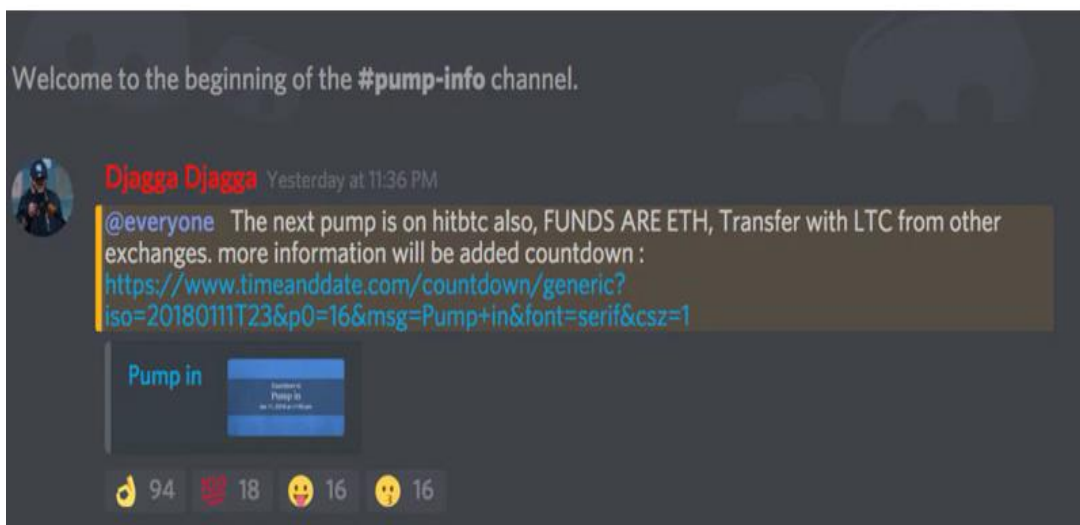 Welcome to the beginning of the #pump-info channel.
Djagga Djagga Yesterday at 11:36 PM
@everyone The next pump is on hitbtc also, FUNDS ARE ETH, Transfer with LTC from other
exchanges. more information will be added countdown :
https://www.timeanddate.com/countdown/generic?
iso=20180111T23&p0=16&msg=Pump+in&font=serif&csz=1
Pump in
Pump in
94 18 16 16